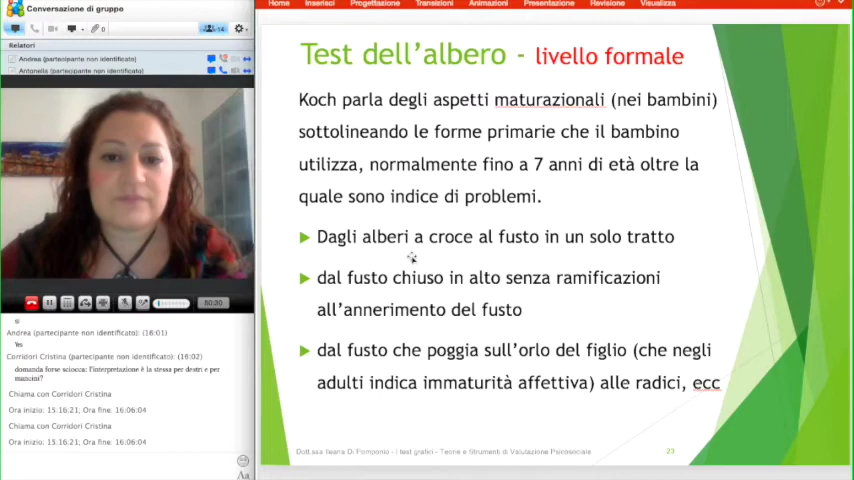 Conversazione di gruppo
14
0
Relatori
Andrea (partecipante non identificato)
Antonella (partecipante non identificato)
50:30
si
Andrea (partecipante non identificato): (16:01)
Yes
Corridori Cristina (partecipante non identificato): (16:02)
domanda forse sciocca: l'interpretazione è la stessa per destri e per
mancini?
Chiama con Corridori Cristina
Ora inizio: 15:16:21; Ora fine: 16:06:04
Chiama con Corridori Cristina
Ora inizio: 15:16:21; Ora fine: 16:06:04
Aa
Home Inserisci Progettazione Transizioni Animazioni Presentazione Revisione Visualizza
Test dell'albero - livello formale
Koch parla degli aspetti maturazionali (nei bambini)
sottolineando le forme primarie che il bambino
utilizza, normalmente fino a 7 anni di età oltre la
quale sono indice di problemi.
Dagli alberi a croce al fusto in un solo tratto
dal fusto chiuso in alto senza ramificazioni
all'annerimento del fusto
dal fusto che poggia sull'orlo del figlio (che negli
adulti indica immaturità affettiva) alle radici, ecc
Dott.ssa Ileana Di Pomponio - I test grafici - Teorie e Strumenti di Valutazione Psicosociale
23